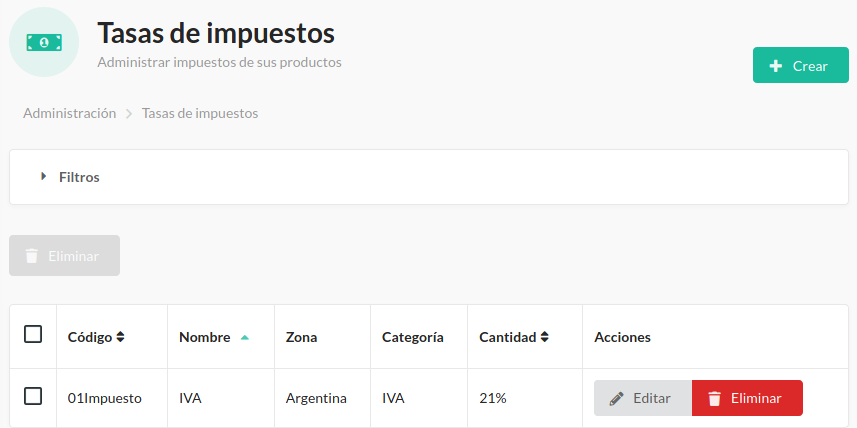 Tasas de impuestos
Administrar impuestos de sus productos
Crear
Administración Tasas de impuestos
Filtros
Eliminar
Código Nombre Zona Categoría Cantidad Acciones
01Impuesto IVA Argentina IVA 21% Editar Eliminar